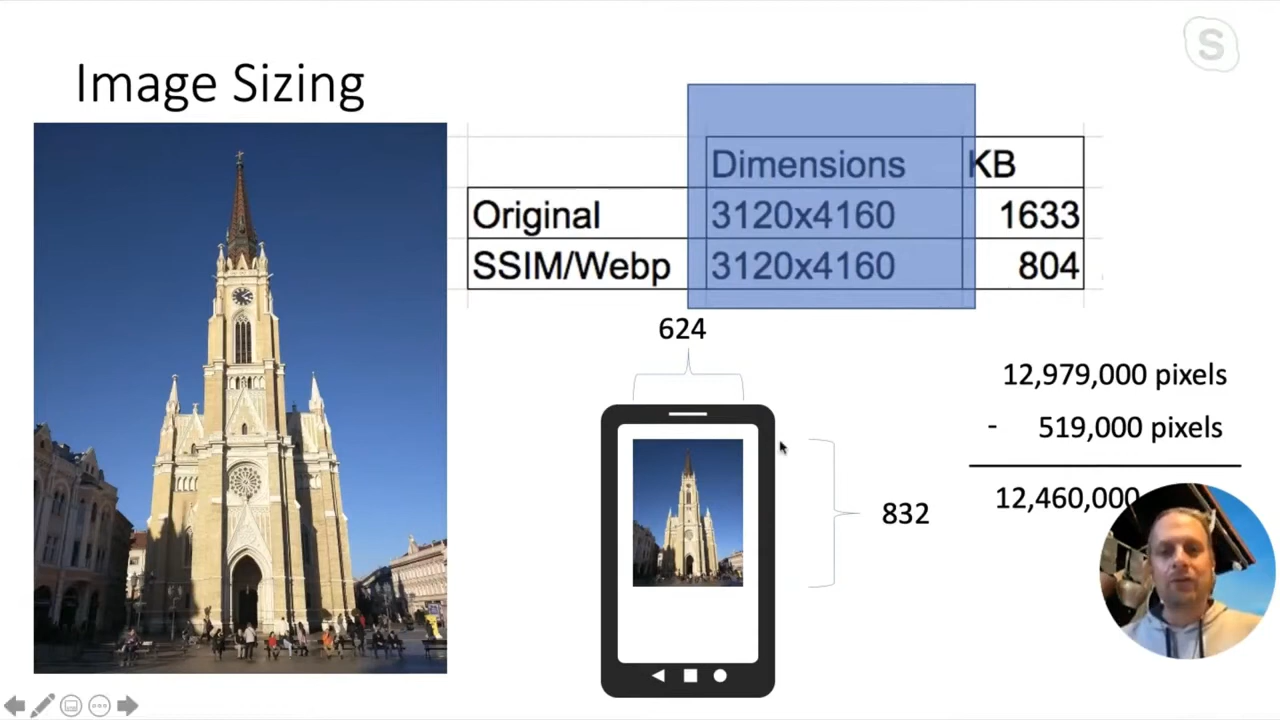 S
Image Sizing
Dimensions KB
Original 3120x4160 1633
SSIM/Webp 3120x4160 804
624
12,979,000 pixels
- 519,000 pixels
832
12,460,000